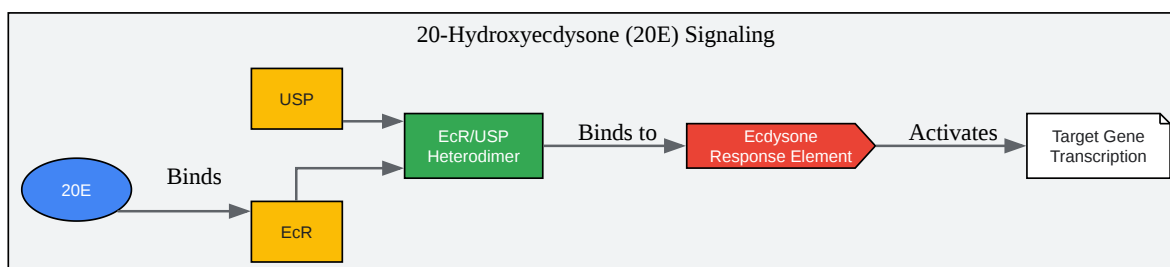 20-Hydroxyecdysone (20E) Signaling
USP
20E
Binds
EcR
EcR/USP
Heterodimer
Binds to
Ecdysone
Response Element
Activates
Target Gene
Transcription